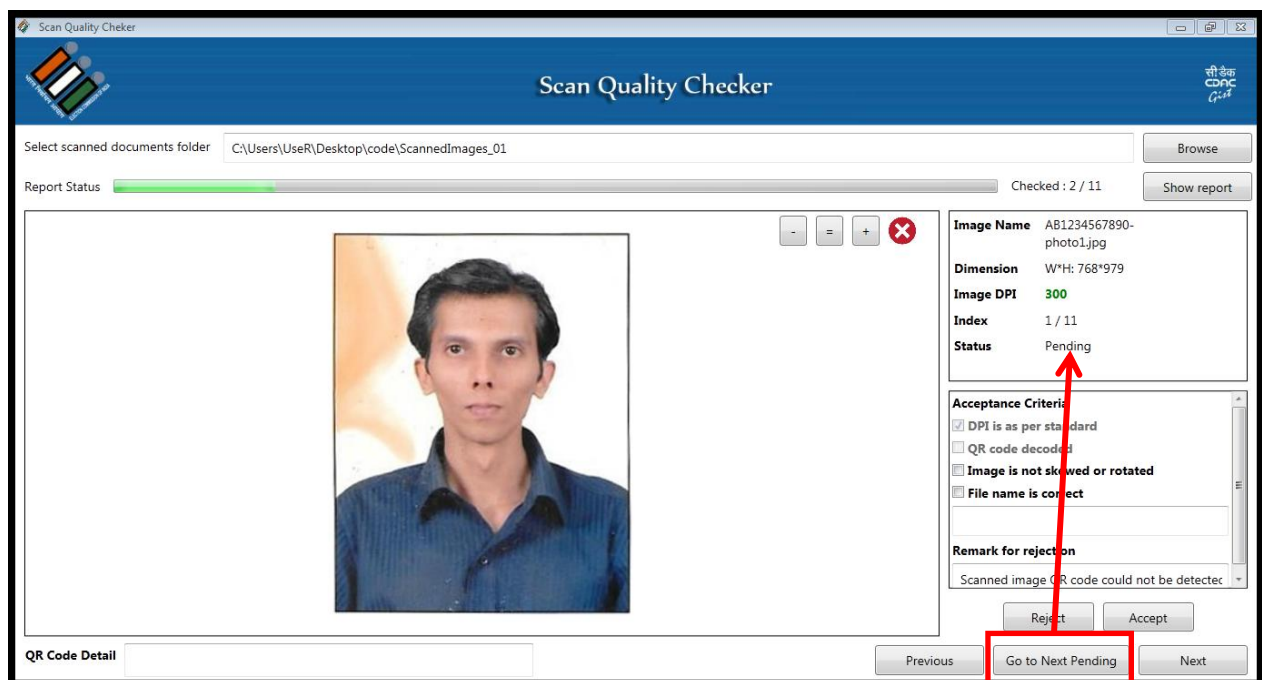 Scan Quality Cheker
Scan Quality Checker
सी डैक
CDAC
Gist
Select scanned documents folder C:\Users\UseR\Desktop\code\ScannedImages_01 Browse
Report Status Checked : 2 / 11 Show report
- = +
Image Name AB1234567890-
photo1.jpg
Dimension W*H: 768*979
Image DPI 300
Index 1 / 11
Status Pending
Acceptance Criteria
DPI is as per standard
QR code decoded
Image is not skewed or rotated
File name is correct
Remark for rejection
Scanned image QR code could not be detectec
Reject Accept
QR Code Detail Previous Go to Next Pending Next